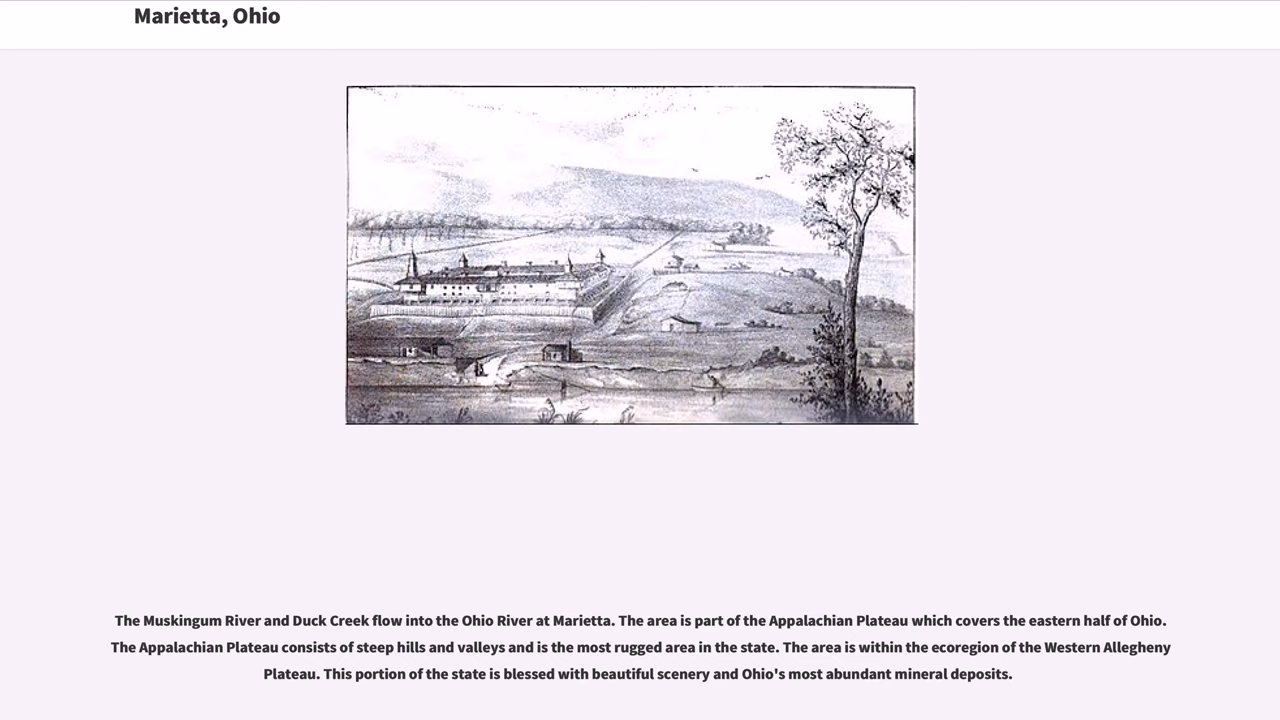 Marietta, Ohio
The Muskingum River and Duck Creek flow into the Ohio River at Marietta. The area is part of the Appalachian Plateau which covers the eastern half of Ohio.
The Appalachian Plateau consists of steep hills and valleys and is the most rugged area in the state. The area is within the ecoregion of the Western Allegheny
Plateau. This portion of the state is blessed with beautiful scenery and Ohio's most abundant mineral deposits.